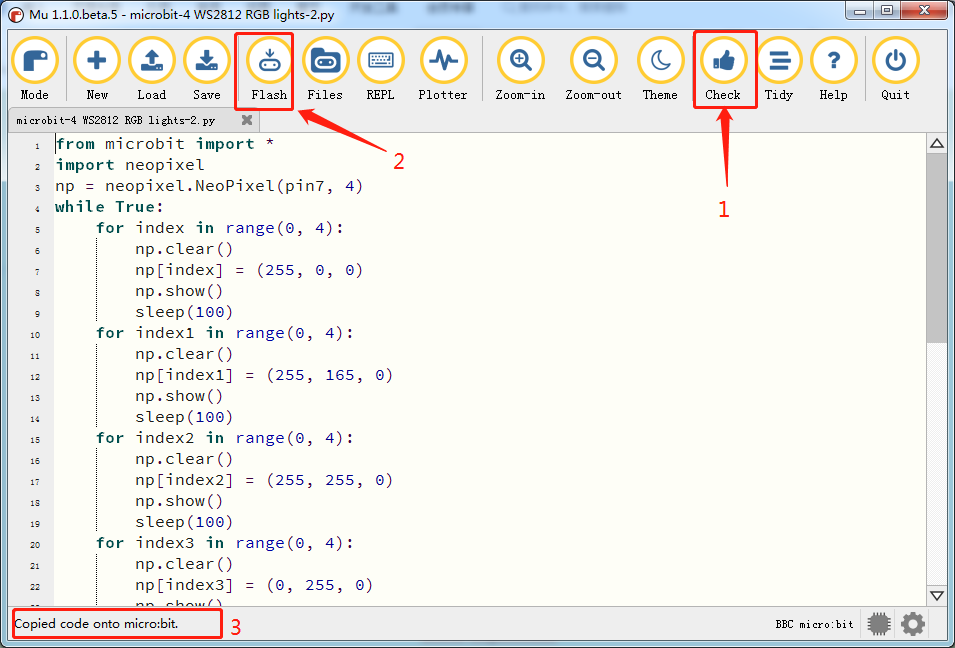 Mu 1.1.0.beta.5 - microbit-4 WS2812 RGB lights-2.py
Mode New Load Save Flash Files REPL Plotter Zoom-in Zoom-out Theme Check Tidy Help Quit
microbit-4 WS2812 RGB lights-2.py
2
1
1 from microbit import *
2 import neopixel
3 np = neopixel.NeoPixel(pin7, 4)
4 while True:
5 for index in range(0, 4):
6 np.clear()
7 np[index] = (255, 0, 0)
8 np.show()
9 sleep(100)
10 for index1 in range(0, 4):
11 np.clear()
12 np[index1] = (255, 165, 0)
13 np.show()
14 sleep(100)
15 for index2 in range(0, 4):
16 np.clear()
17 np[index2] = (255, 255, 0)
18 np.show()
19 sleep(100)
20 for index3 in range(0, 4):
21 np.clear()
22 np[index3] = (0, 255, 0)
np.show()
Copied code onto micro:bit. 3
BBC micro:bit